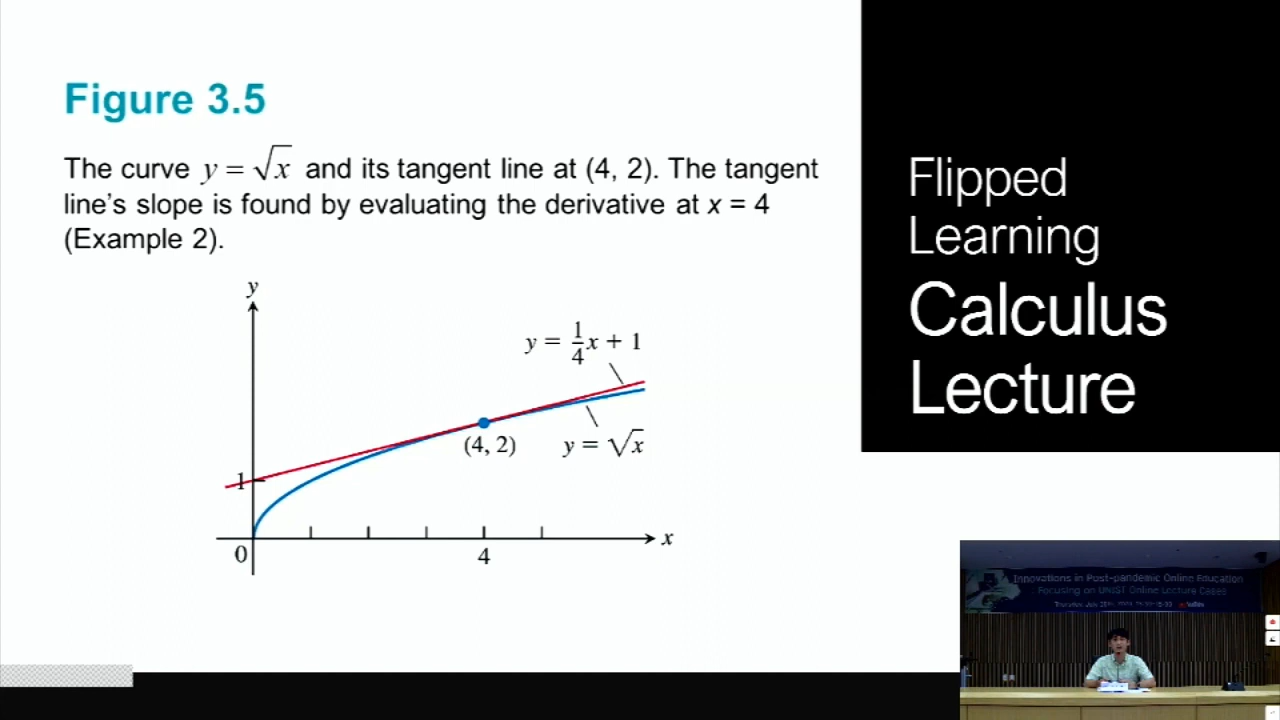 Figure 3.5
The curve y = √x and its tangent line at (4, 2). The tangent
line's slope is found by evaluating the derivative at x = 4
(Example 2).
y
y = 1/4 x + 1
(4, 2)
y = √x
1
0
4
x
Flipped
Learning
Calculus
Lecture
Innovations in Post-pandemic Online Education
Focusing on UNIST Online Lecture Cases
Thursday, July